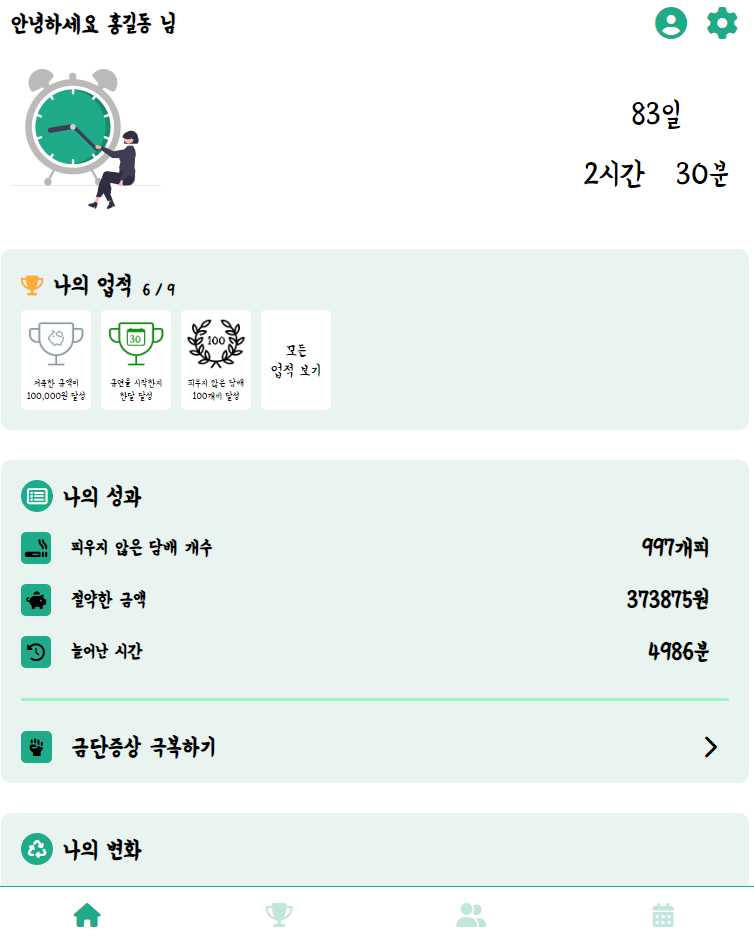 안녕하세요 홍길동 님
83일
2시간 30분
나의 업적 6 / 9
저축한 금액이
100,000원 달성
30
금연을 시작한지
한달 달성
100
피우지 않은 담배
100개비 달성
모든
업적 보기
나의 성과
피우지 않은 담배 개수 997개피
절약한 금액 373875원
늘어난 시간 4986분
금단증상 극복하기
나의 변화